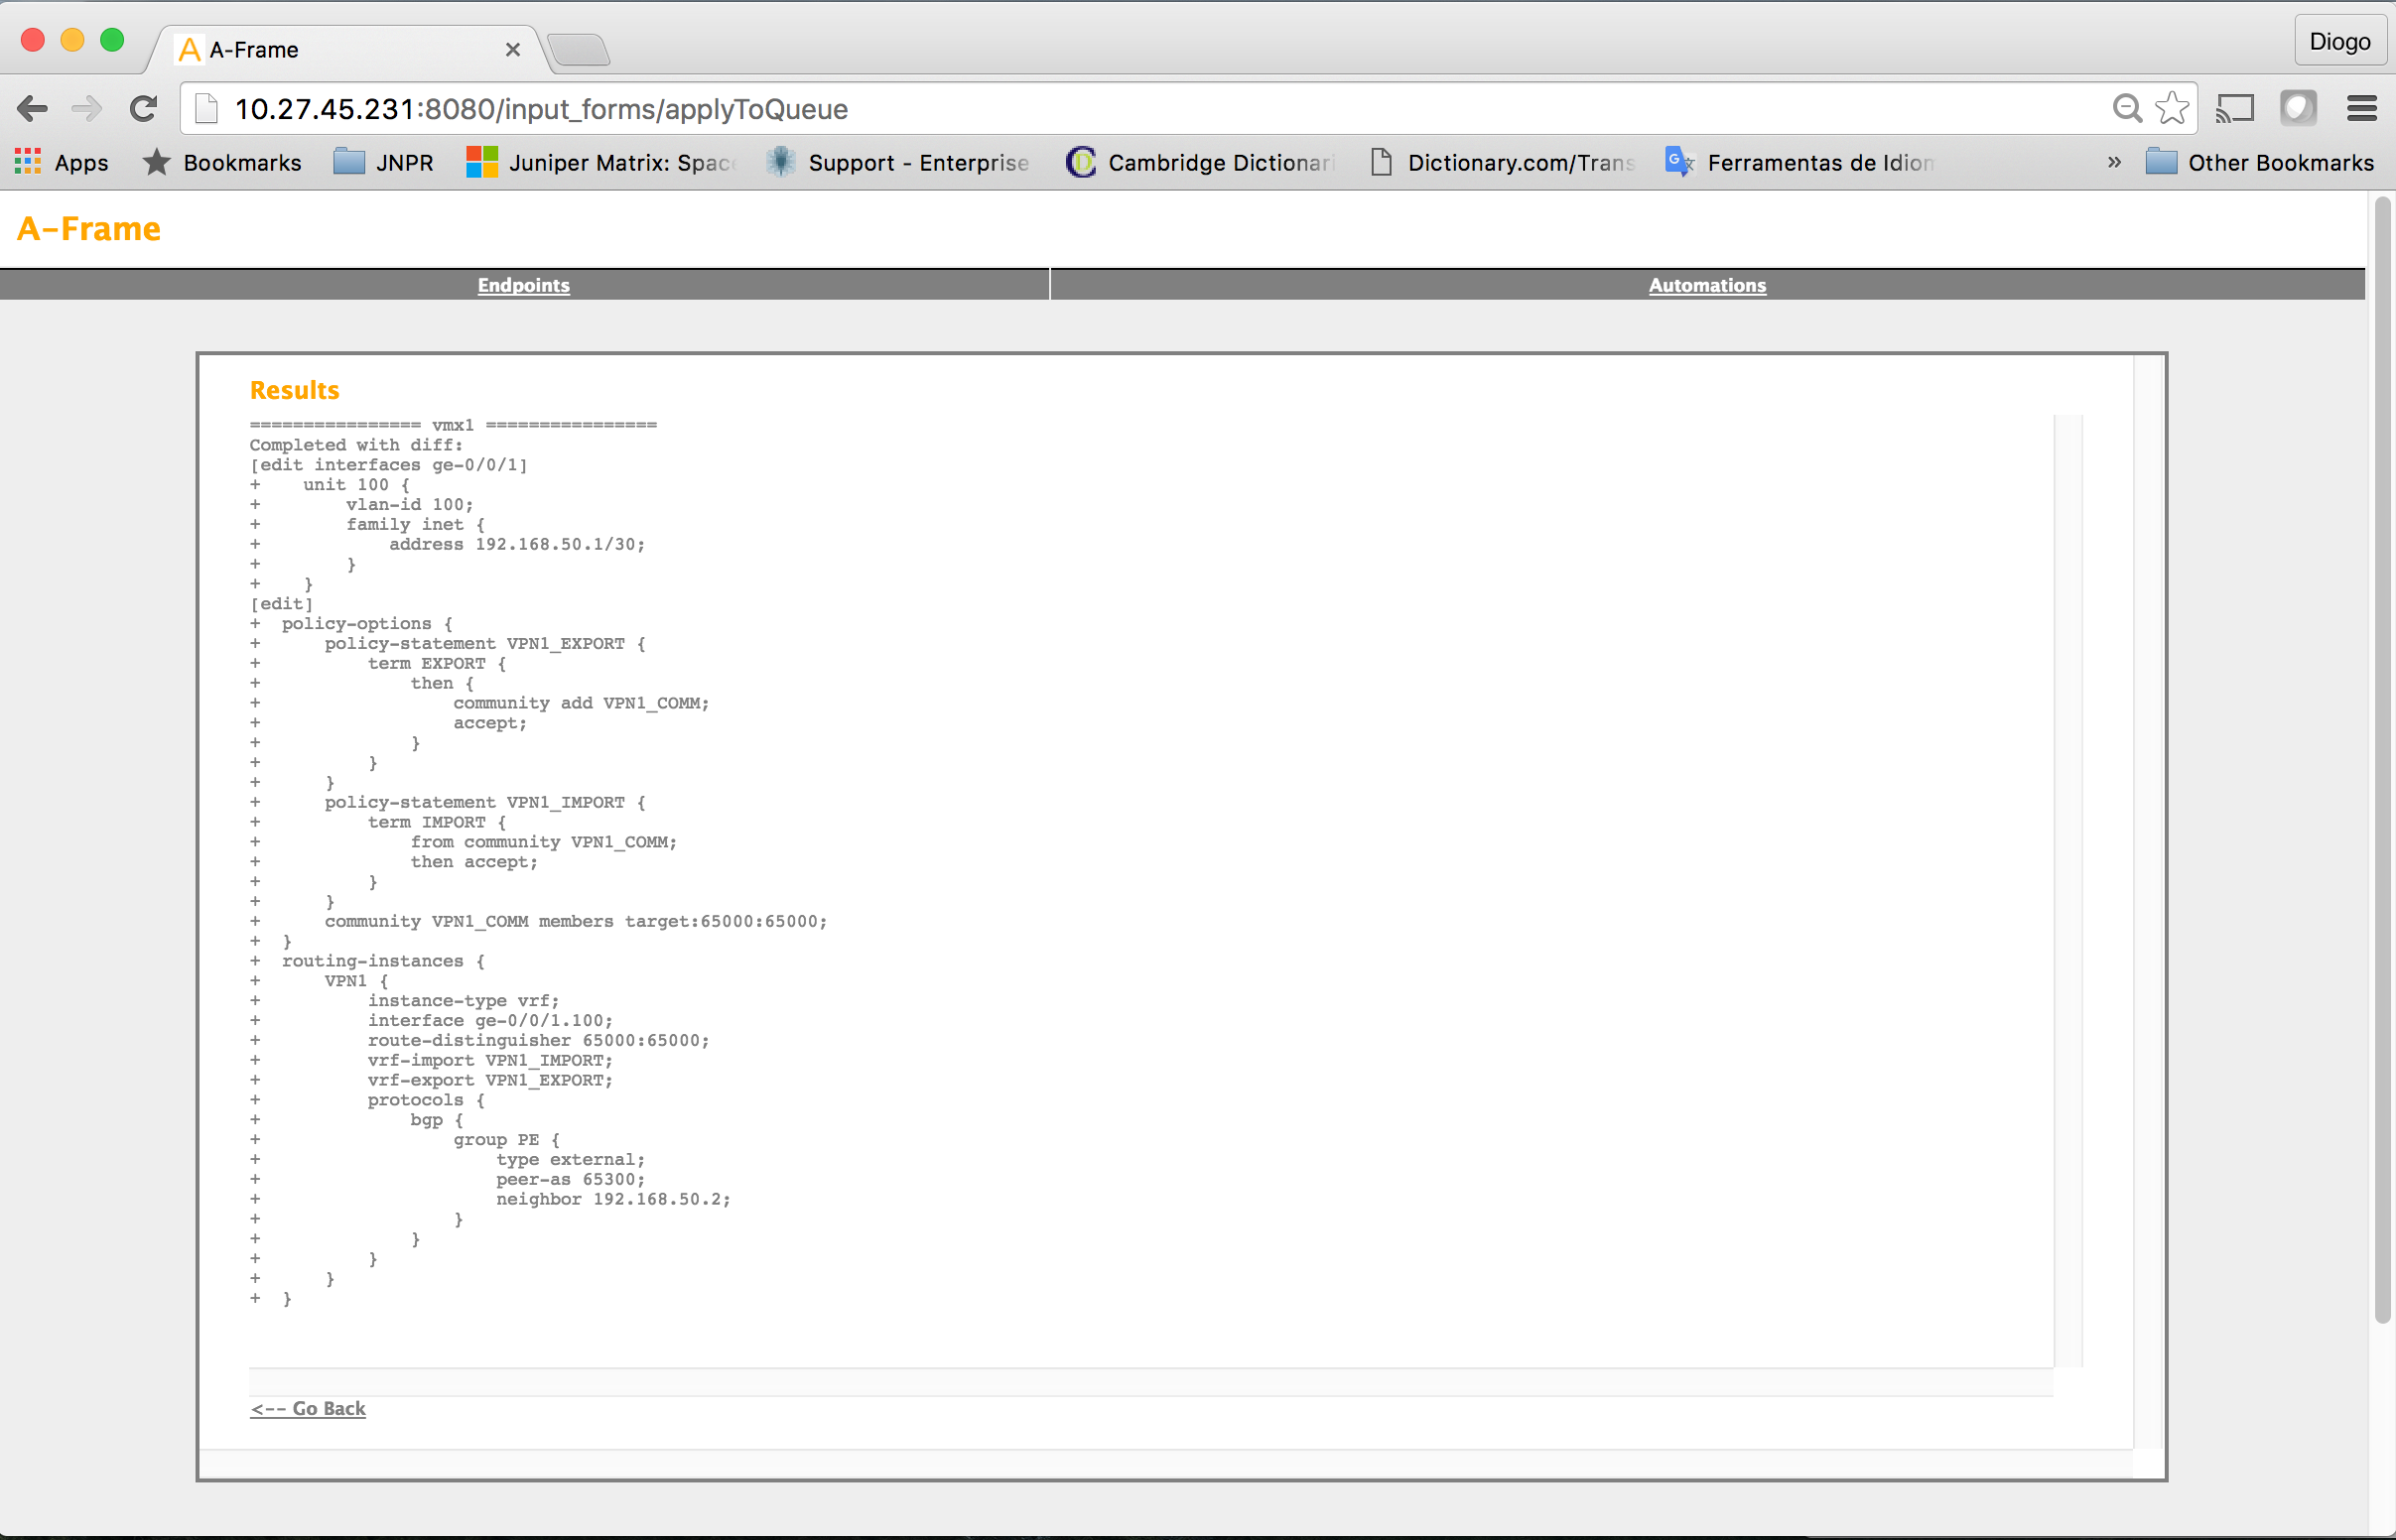 A-Frame
Diogo
10.27.45.231:8080/input_forms/applyToQueue
Apps Bookmarks JNPR Juniper Matrix: Space Support - Enterprise Cambridge Dictionari Dictionary.com/Trans Ferramentas de Idiom » Other Bookmarks
A-Frame
Endpoints Automations
Results
================ vmx1 ================
Completed with diff:
[edit interfaces ge-0/0/1]
+    unit 100 {
+        vlan-id 100;
+        family inet {
+            address 192.168.50.1/30;
+        }
+    }
[edit]
+  policy-options {
+      policy-statement VPN1_EXPORT {
+          term EXPORT {
+              then {
+                  community add VPN1_COMM;
+                  accept;
+              }
+          }
+      }
+      policy-statement VPN1_IMPORT {
+          term IMPORT {
+              from community VPN1_COMM;
+              then accept;
+          }
+      }
+      community VPN1_COMM members target:65000:65000;
+  }
+  routing-instances {
+      VPN1 {
+          instance-type vrf;
+          interface ge-0/0/1.100;
+          route-distinguisher 65000:65000;
+          vrf-import VPN1_IMPORT;
+          vrf-export VPN1_EXPORT;
+          protocols {
+              bgp {
+                  group PE {
+                      type external;
+                      peer-as 65300;
+                      neighbor 192.168.50.2;
+                  }
+              }
+          }
+      }
+  }
<-- Go Back